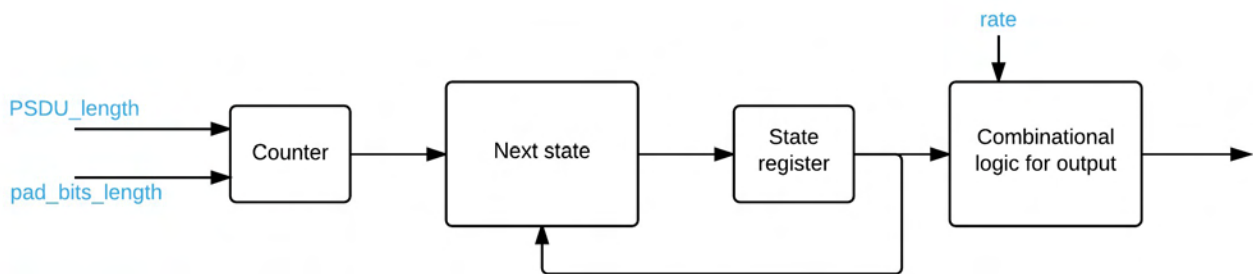 rate
PSDU_length
Counter
pad_bits_length
Next state
State
register
Combinational
logic for output